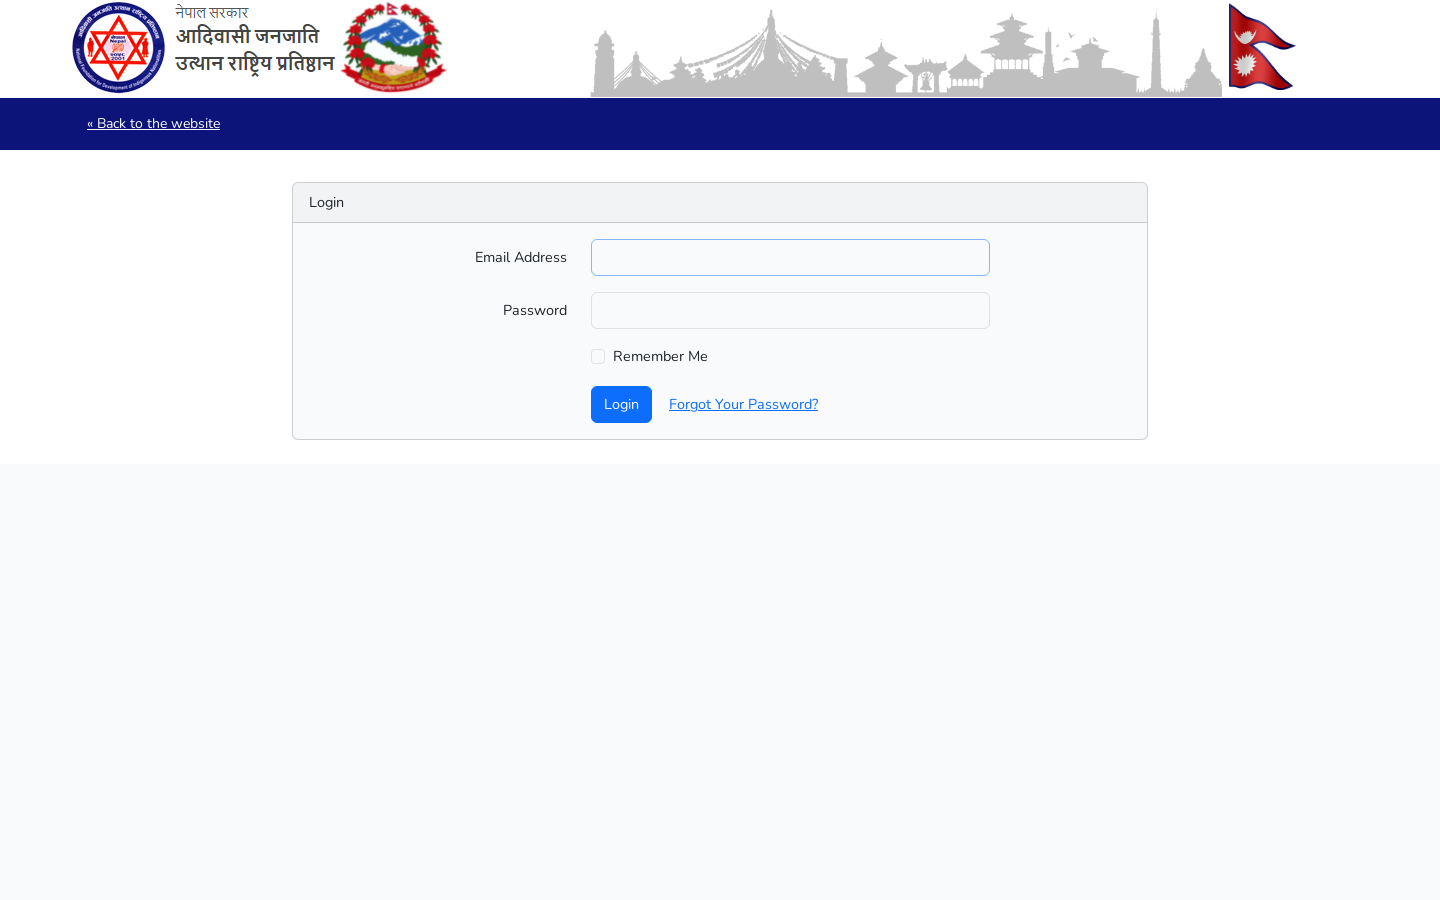 नेपाल सरकार
आदिवासी जनजाति
उत्थान राष्ट्रिय प्रतिष्ठान
« Back to the website
Login
Email Address
Password
Remember Me
Login Forgot Your Password?